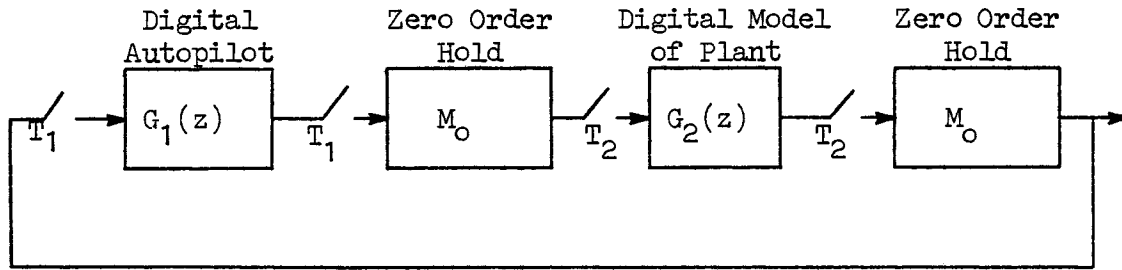 Digital
Autopilot
Zero Order
Hold
Digital Model
of Plant
Zero Order
Hold
T1
G1(z)
T1
Mo
T2
G2(z)
T2
Mo